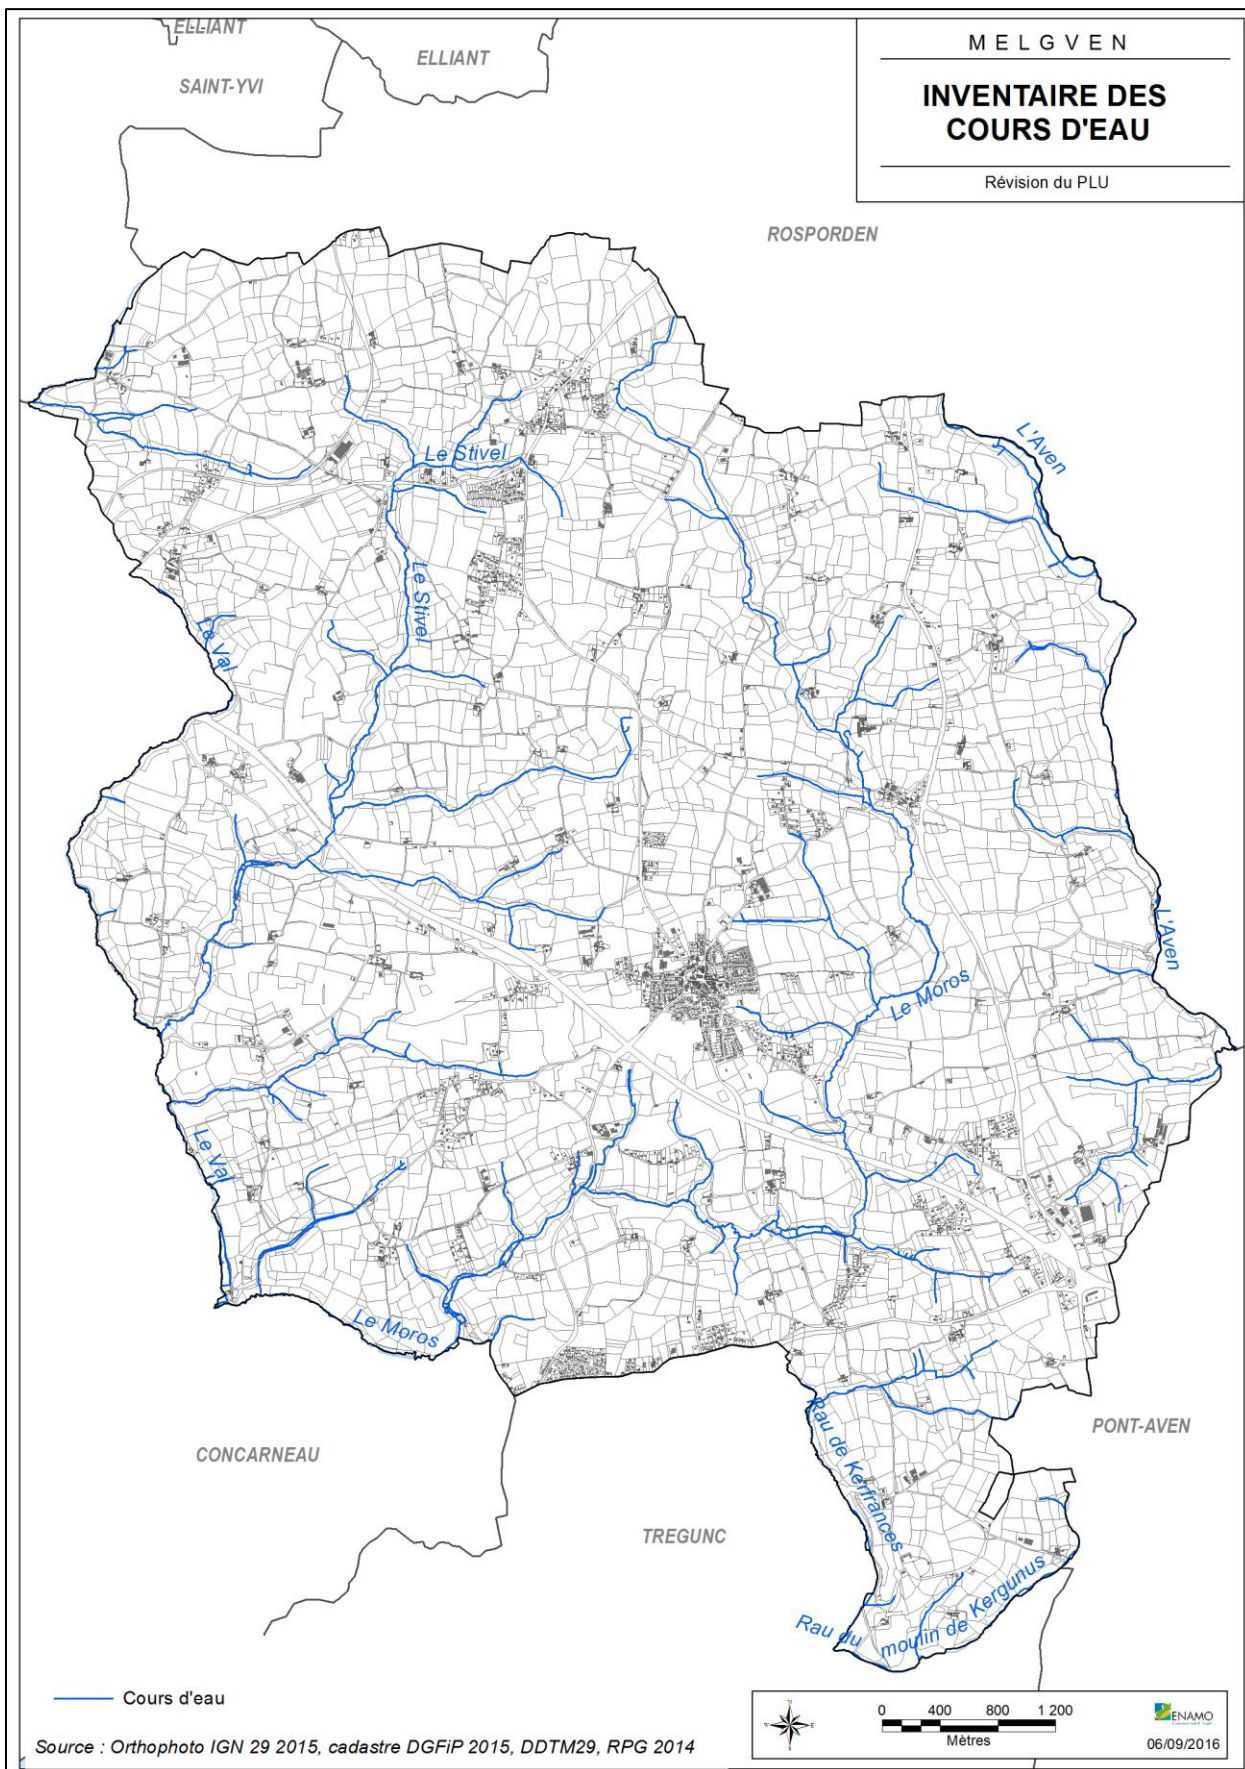 MELGVEN
INVENTAIRE DES
COURS D'EAU
Révision du PLU
ELLIANT
ELLIANT
SAINT-YVI
ROSPORDEN
L'Aven
Le Stivel
Le Stivel
Le Val
L'Aven
Le Moros
Le Val
Le Moros
Rau de Kerfrances
PONT-AVEN
CONCARNEAU
TREGUNC
Rau du moulin de Kergunus
Cours d'eau
Source : Orthophoto IGN 29 2015, cadastre DGFiP 2015, DDTM29, RPG 2014
N
W E
S
0 400 800 1 200
Mètres
ENAMO
06/09/2016